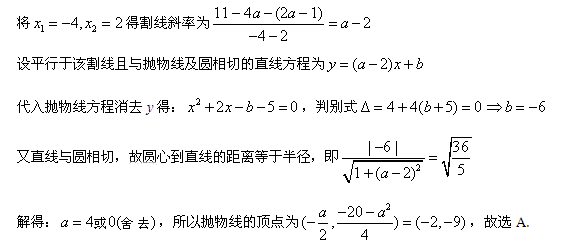 将 $x_1=-4, x_2=2$ 得割线斜率为 $\frac{11-4a-(2a-1)}{-4-2}=a-2$
设平行于该割线且与抛物线及圆相切的直线方程为 $y=(a-2)x+b$
代入抛物线方程消去 y 得： $x^2+2x-b-5=0$ ，判别式 $\Delta=4+4(b+5)=0 \Rightarrow b=-6$
又直线与圆相切，故圆心到直线的距离等于半径，即 $\frac{|-6|}{\sqrt{1+(a-2)^2}}=\sqrt{\frac{36}{5}}$
解得： $a=4$或$0$(舍去)，所以抛物线的顶点为 $(-\frac{a}{2},\frac{-20-a^2}{4})=(-2,-9)$ ，故选 A.